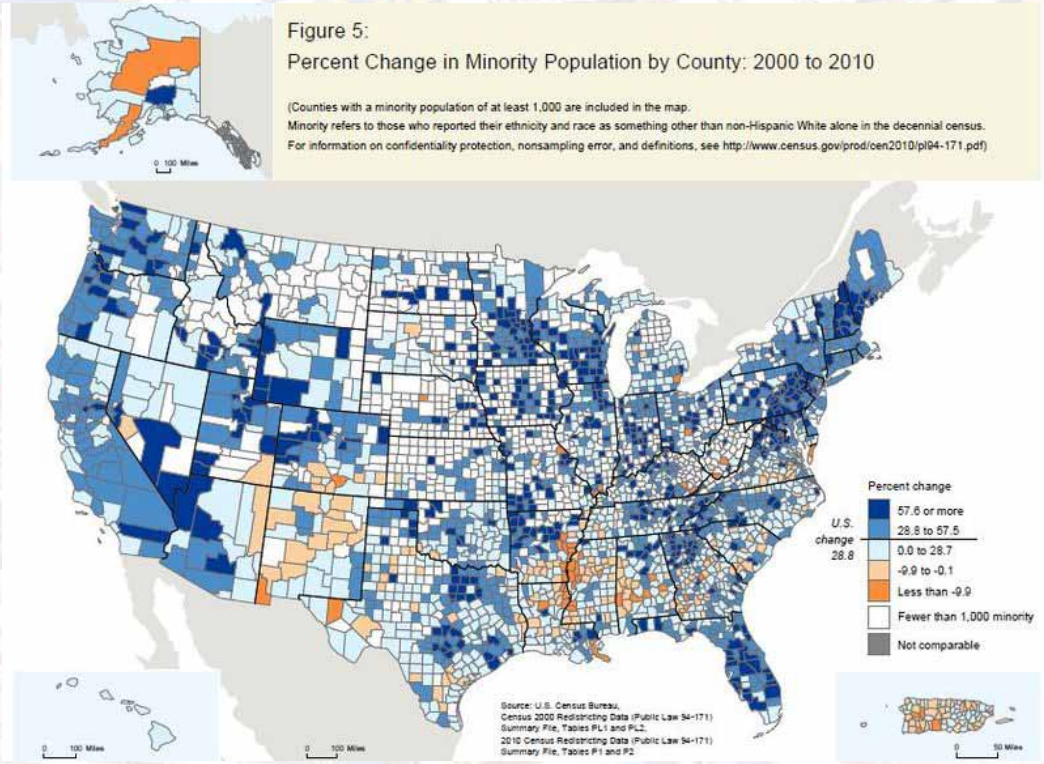 Figure 5:
Percent Change in Minority Population by County: 2000 to 2010
(Counties with a minority population of at least 1,000 are included in the map.
Minority refers to those who reported their ethnicity and race as something other than non-Hispanic White alone in the decennial census.
For information on confidentiality protection, nonsampling error, and definitions, see http://www.census.gov/prod/cen2010/pl94-171.pdf)
0 100 Miles
Percent change
57.6 or more
28.8 to 57.5
U.S.
change
28.8
0.0 to 28.7
-9.9 to -0.1
Less than -9.9
Fewer than 1,000 minority
Not comparable
Source: U.S. Census Bureau,
Census 2000 Redistricting Data (Public Law 94-171)
Summary File, Tables PL1 and PL2,
2010 Census Redistricting Data (Public Law 94-171)
Summary File, Tables P1 and P2
0 100 Miles
0 100 Miles
0 50 Miles